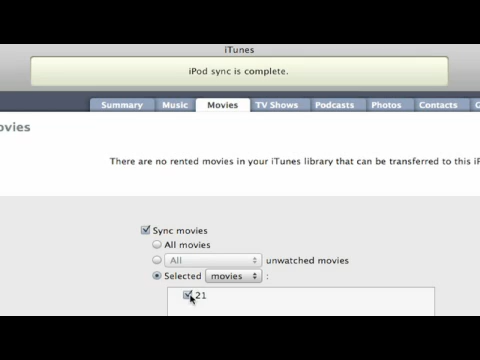 iTunes
iPod sync is complete.
Summary Music Movies TV Shows Podcasts Photos Contacts
ovies
There are no rented movies in your iTunes library that can be transferred to this iP
Sync movies
All movies
All unwatched movies
Selected movies :
21